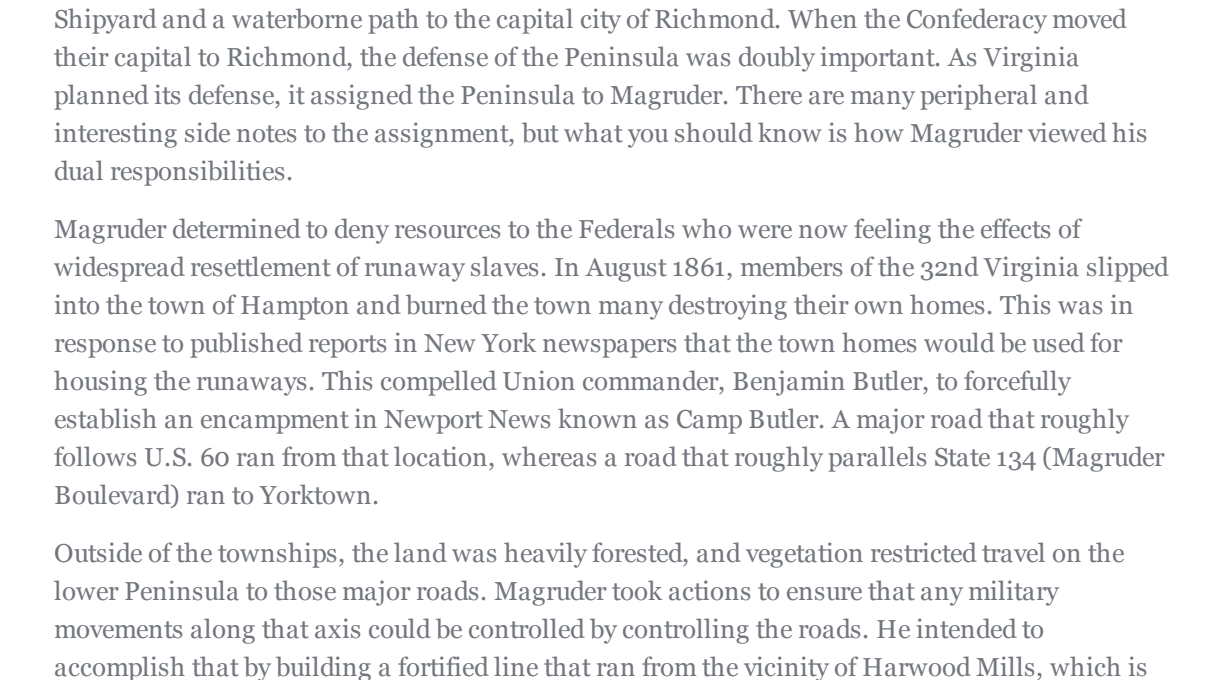 Shipyard and a waterborne path to the capital city of Richmond. When the Confederacy moved
their capital to Richmond, the defense of the Peninsula was doubly important. As Virginia
planned its defense, it assigned the Peninsula to Magruder. There are many peripheral and
interesting side notes to the assignment, but what you should know is how Magruder viewed his
dual responsibilities.
Magruder determined to deny resources to the Federals who were now feeling the effects of
widespread resettlement of runaway slaves. In August 1861, members of the 32nd Virginia slipped
into the town of Hampton and burned the town many destroying their own homes. This was in
response to published reports in New York newspapers that the town homes would be used for
housing the runaways. This compelled Union commander, Benjamin Butler, to forcefully
establish an encampment in Newport News known as Camp Butler. A major road that roughly
follows U.S. 60 ran from that location, whereas a road that roughly parallels State 134 (Magruder
Boulevard) ran to Yorktown.
Outside of the townships, the land was heavily forested, and vegetation restricted travel on the
lower Peninsula to those major roads. Magruder took actions to ensure that any military
movements along that axis could be controlled by controlling the roads. He intended to
accomplish that by building a fortified line that ran from the vicinity of Harwood Mills, which is